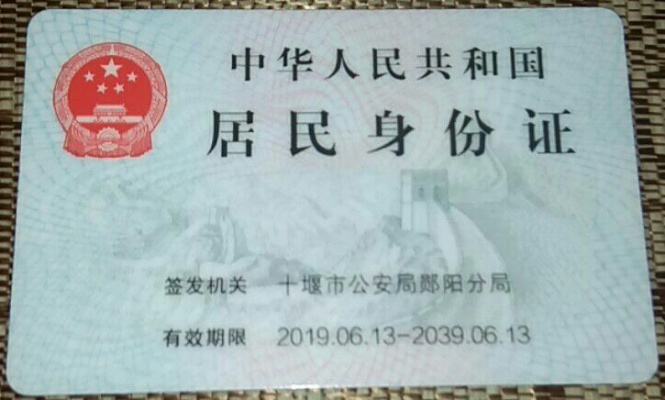 中华人民共和国
居民身份证
签发机关 十堰市公安局郧阳分局
有效期限 2019.06.13-2039.06.13